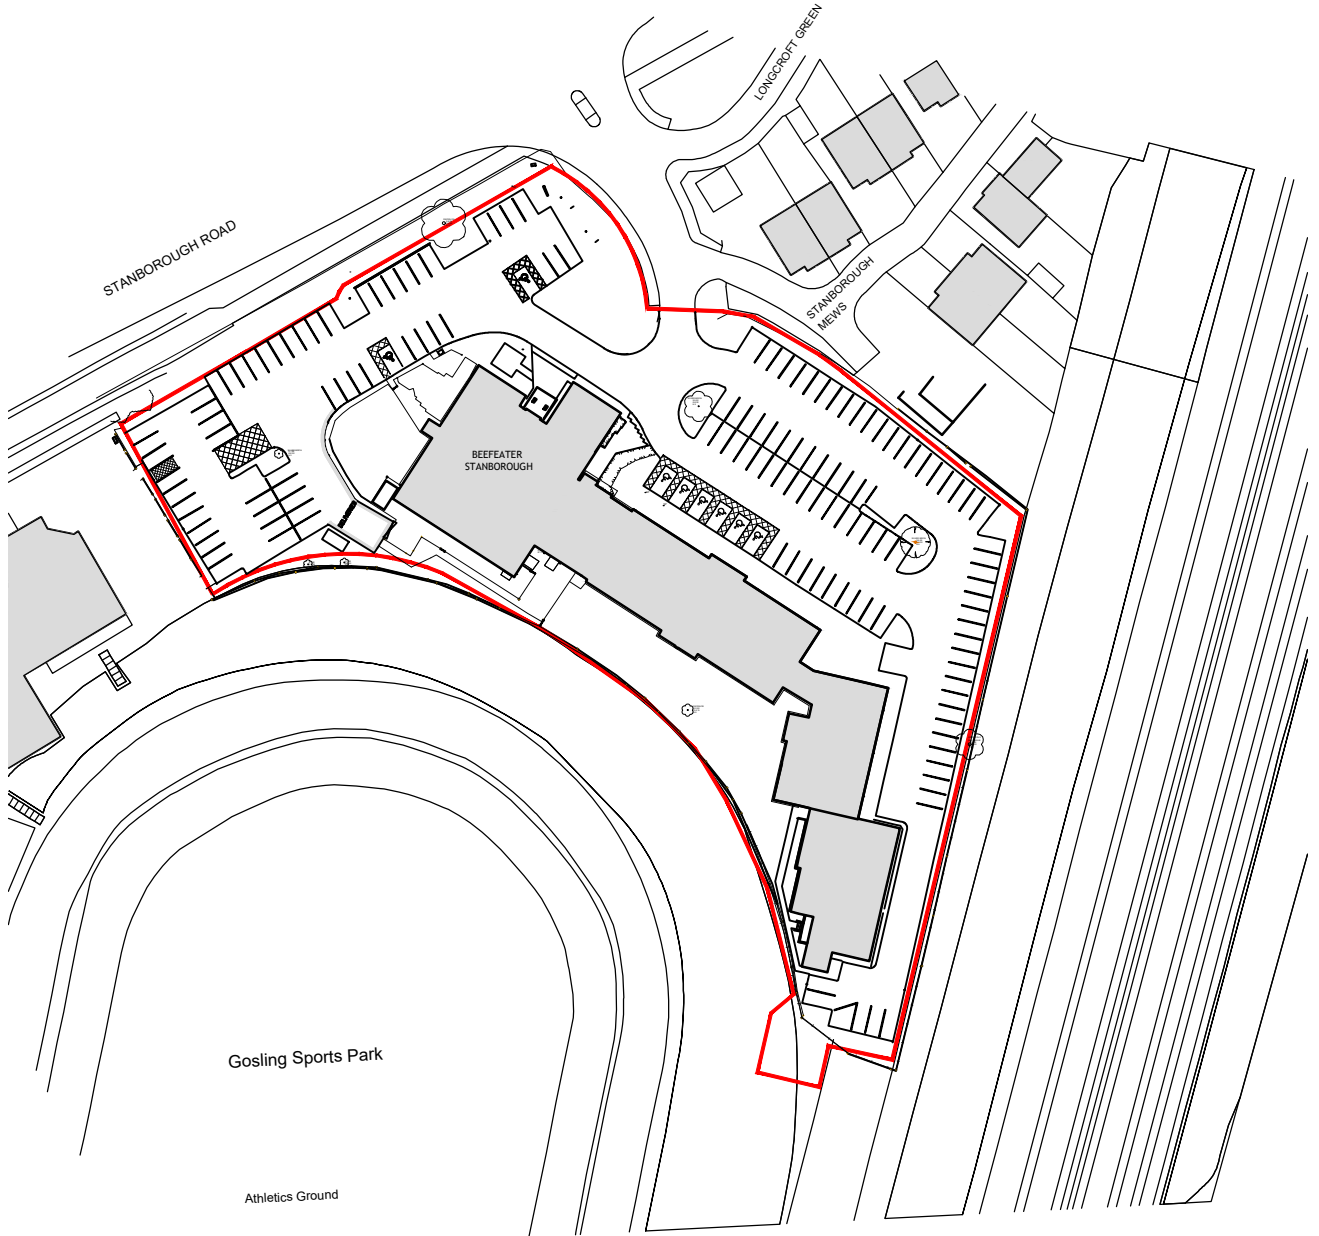 LONGCROFT GREEN
STANBOROUGH ROAD
STANBOROUGH
MEWS
BEEFEATER
STANBOROUGH
Gosling Sports Park
Athletics Ground